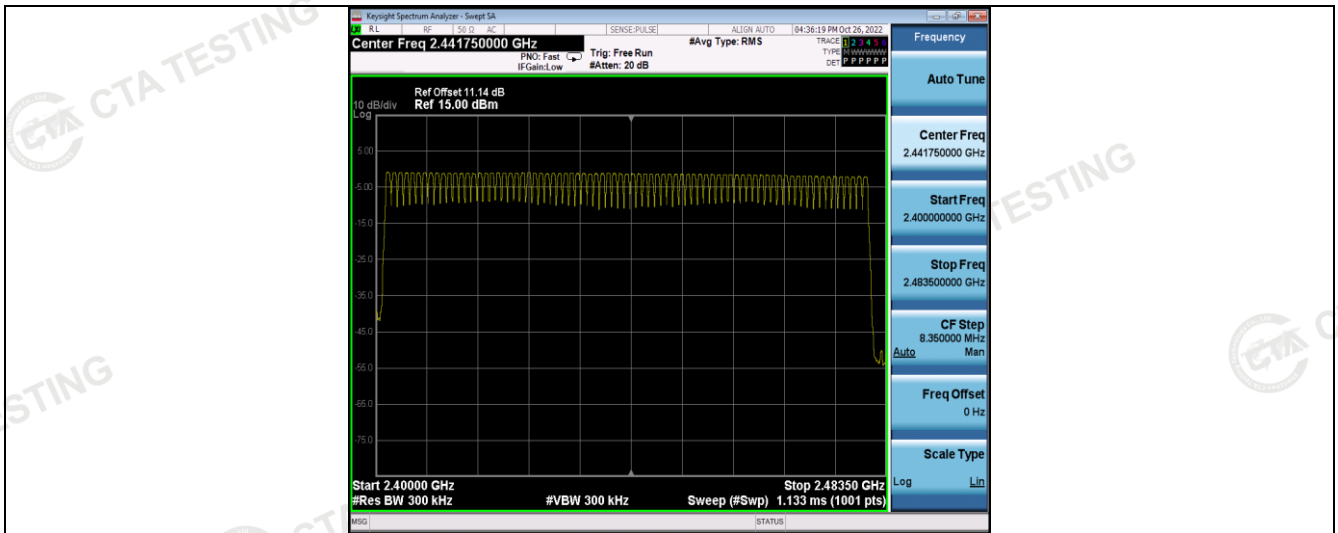 Keysight Spectrum Analyzer - Swept SA
RL RF 50 Ω AC SENSE:PULSE ALIGN AUTO 04:36:19 PM Oct 26, 2022
Center Freq 2.441750000 GHz
#Avg Type: RMS
TRACE 1 2 3 4 5 6
PNO: Fast Trig: Free Run
TYPE M WWWWW
IFGain:Low #Atten: 20 dB
DET P P P P P P
Ref Offset 11.14 dB
10 dB/div Ref 15.00 dBm
Log
5.00
-5.00
-15.0
-25.0
-35.0
-45.0
-55.0
-65.0
-75.0
Start 2.40000 GHz Stop 2.48350 GHz
#Res BW 300 kHz #VBW 300 kHz Sweep (#Swp) 1.133 ms (1001 pts)
MSG STATUS
Frequency
Auto Tune
Center Freq
2.441750000 GHz
Start Freq
2.400000000 GHz
Stop Freq
2.483500000 GHz
CF Step
8.350000 MHz
Auto Man
Freq Offset
0 Hz
Scale Type
Log Lin
CTA TESTING
TESTING
STING
CTA
CT